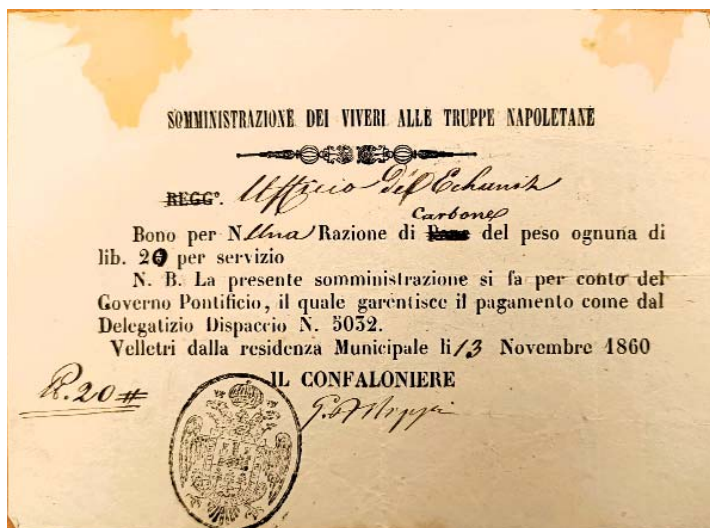 SOMMINISTRAZIONE DEI VIVERI ALLE TRUPPE NAPOLETANE
REGG°. Ufficio del
Carbone
Bono per N Una Razione di Pane del peso ognuna di
lib. 20 per servizio
N. B. La presente somministrazione si fa per conto del
Governo Pontificio, il quale garentisce il pagamento come dal
Delegatizio Dispaccio N. 5032.
Velletri dalla residenza Municipale li 13 Novembre 1860
IL CONFALONIERE
R. 20 #